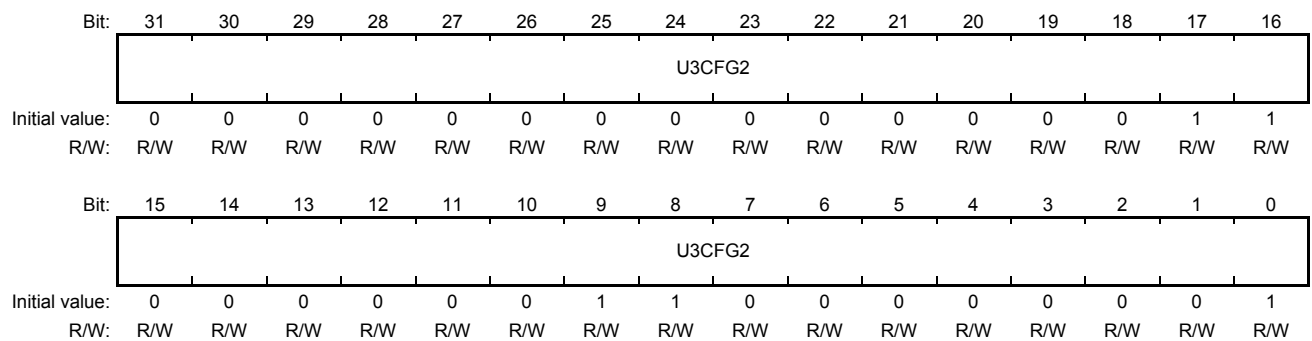 Bit: 31 30 29 28 27 26 25 24 23 22 21 20 19 18 17 16
U3CFG2
Initial value: 0 0 0 0 0 0 0 0 0 0 0 0 0 0 1 1
R/W: R/W R/W R/W R/W R/W R/W R/W R/W R/W R/W R/W R/W R/W R/W R/W R/W
Bit: 15 14 13 12 11 10 9 8 7 6 5 4 3 2 1 0
U3CFG2
Initial value: 0 0 0 0 0 0 1 1 0 0 0 0 0 0 0 1
R/W: R/W R/W R/W R/W R/W R/W R/W R/W R/W R/W R/W R/W R/W R/W R/W R/W